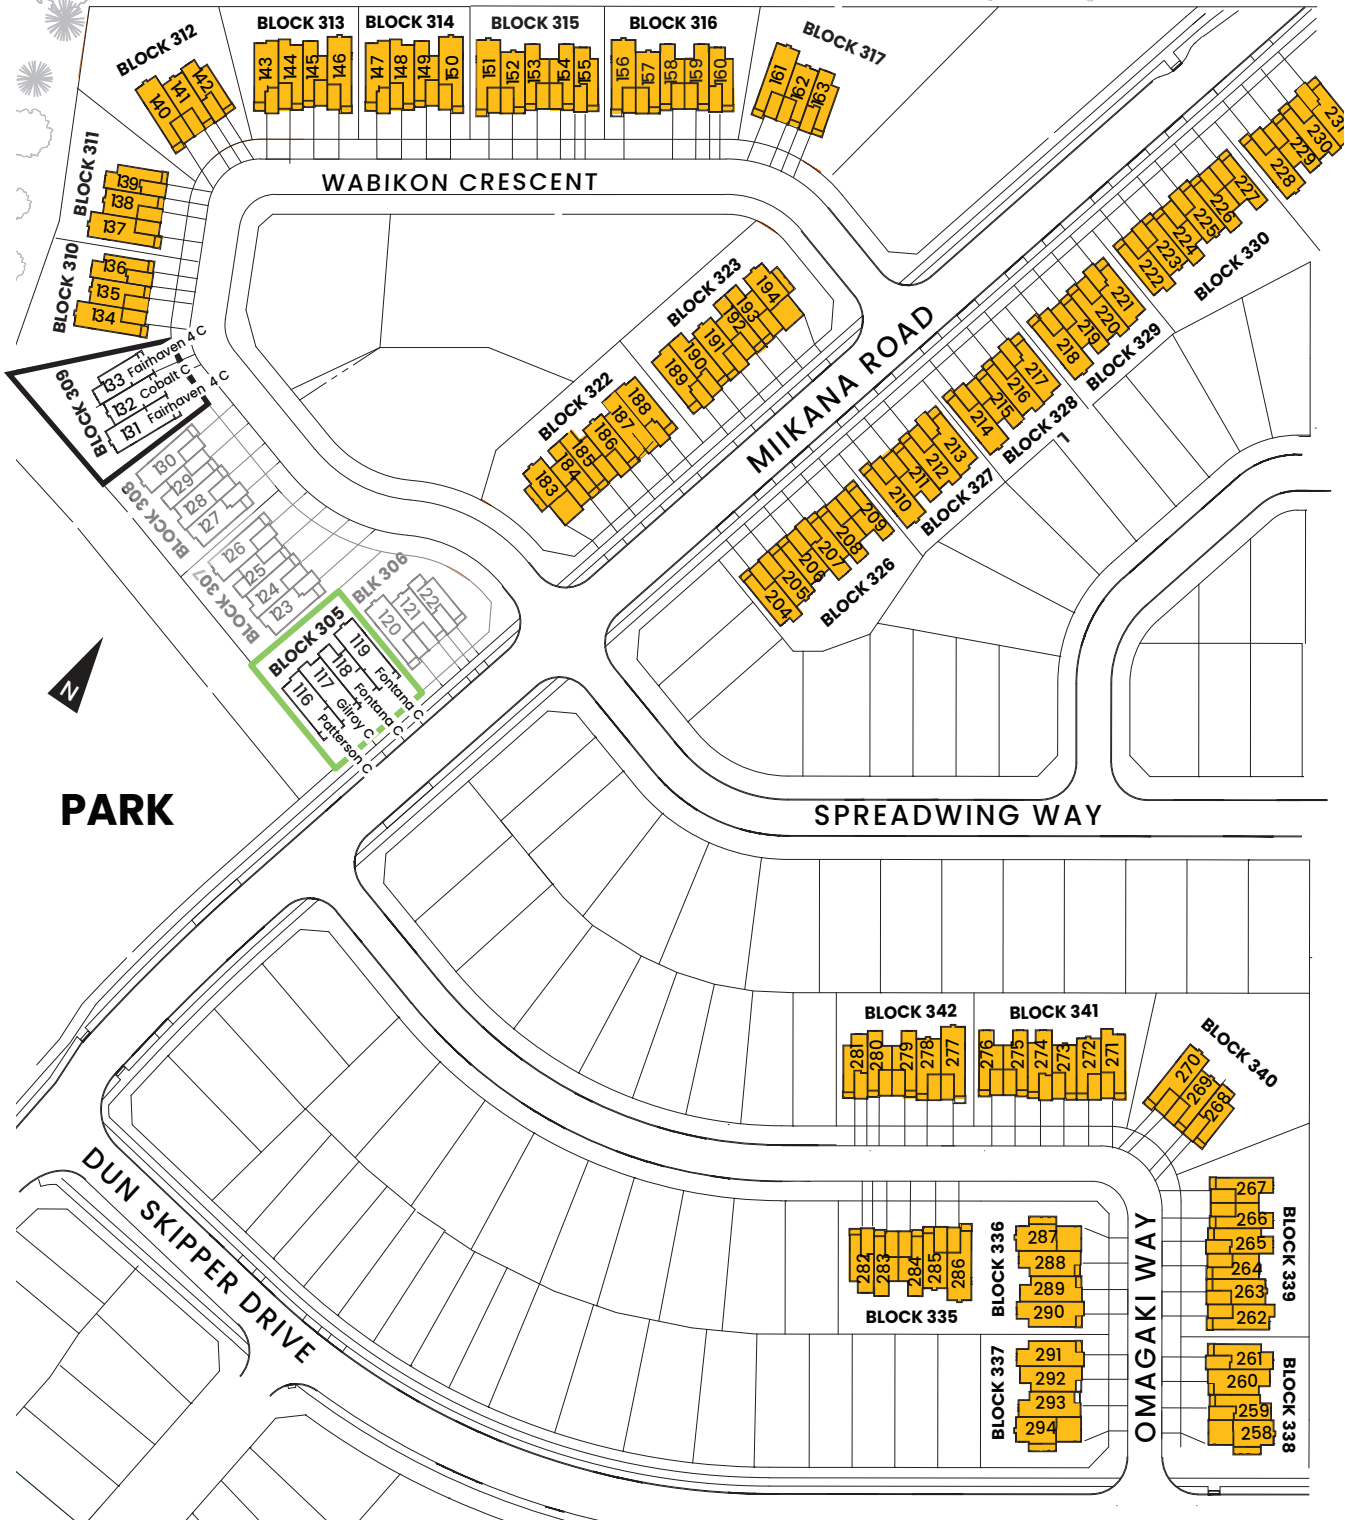 BLOCK 312
140
141
142
BLOCK 313
143
144
145
146
BLOCK 314
147
148
149
150
BLOCK 315
151
152
153
154
155
BLOCK 316
156
157
158
159
160
BLOCK 317
161
162
163
BLOCK 311
139
138
137
BLOCK 310
136
135
134
BLOCK 309
133 Fairhaven 4 C
132 Cobalt C
131 Fairhaven 4 C
BLOCK 308
130
129
128
127
BLOCK 307
126
125
124
123
BLK 306
122
121
120
BLOCK 305
119 Fontana C
118 Fontana C
117 Gilroy C
116 Patterson C
WABIKON CRESCENT
BLOCK 323
194
193
192
191
190
189
BLOCK 322
188
187
186
185
184
183
MIIKANA ROAD
231
230
229
228
BLOCK 330
227
226
225
224
223
222
BLOCK 329
221
220
219
218
BLOCK 328
217
216
215
214
7
BLOCK 327
213
212
211
210
BLOCK 326
209
208
207
206
205
204
N
PARK
SPREADWING WAY
BLOCK 342
281
280
279
278
277
BLOCK 341
276
275
274
273
272
271
BLOCK 340
270
269
268
BLOCK 339
267
266
265
264
263
262
BLOCK 338
261
260
259
258
BLOCK 335
282
283
284
285
286
BLOCK 336
287
288
289
290
BLOCK 337
291
292
293
294
OMAGAKI WAY
DUN SKIPPER DRIVE